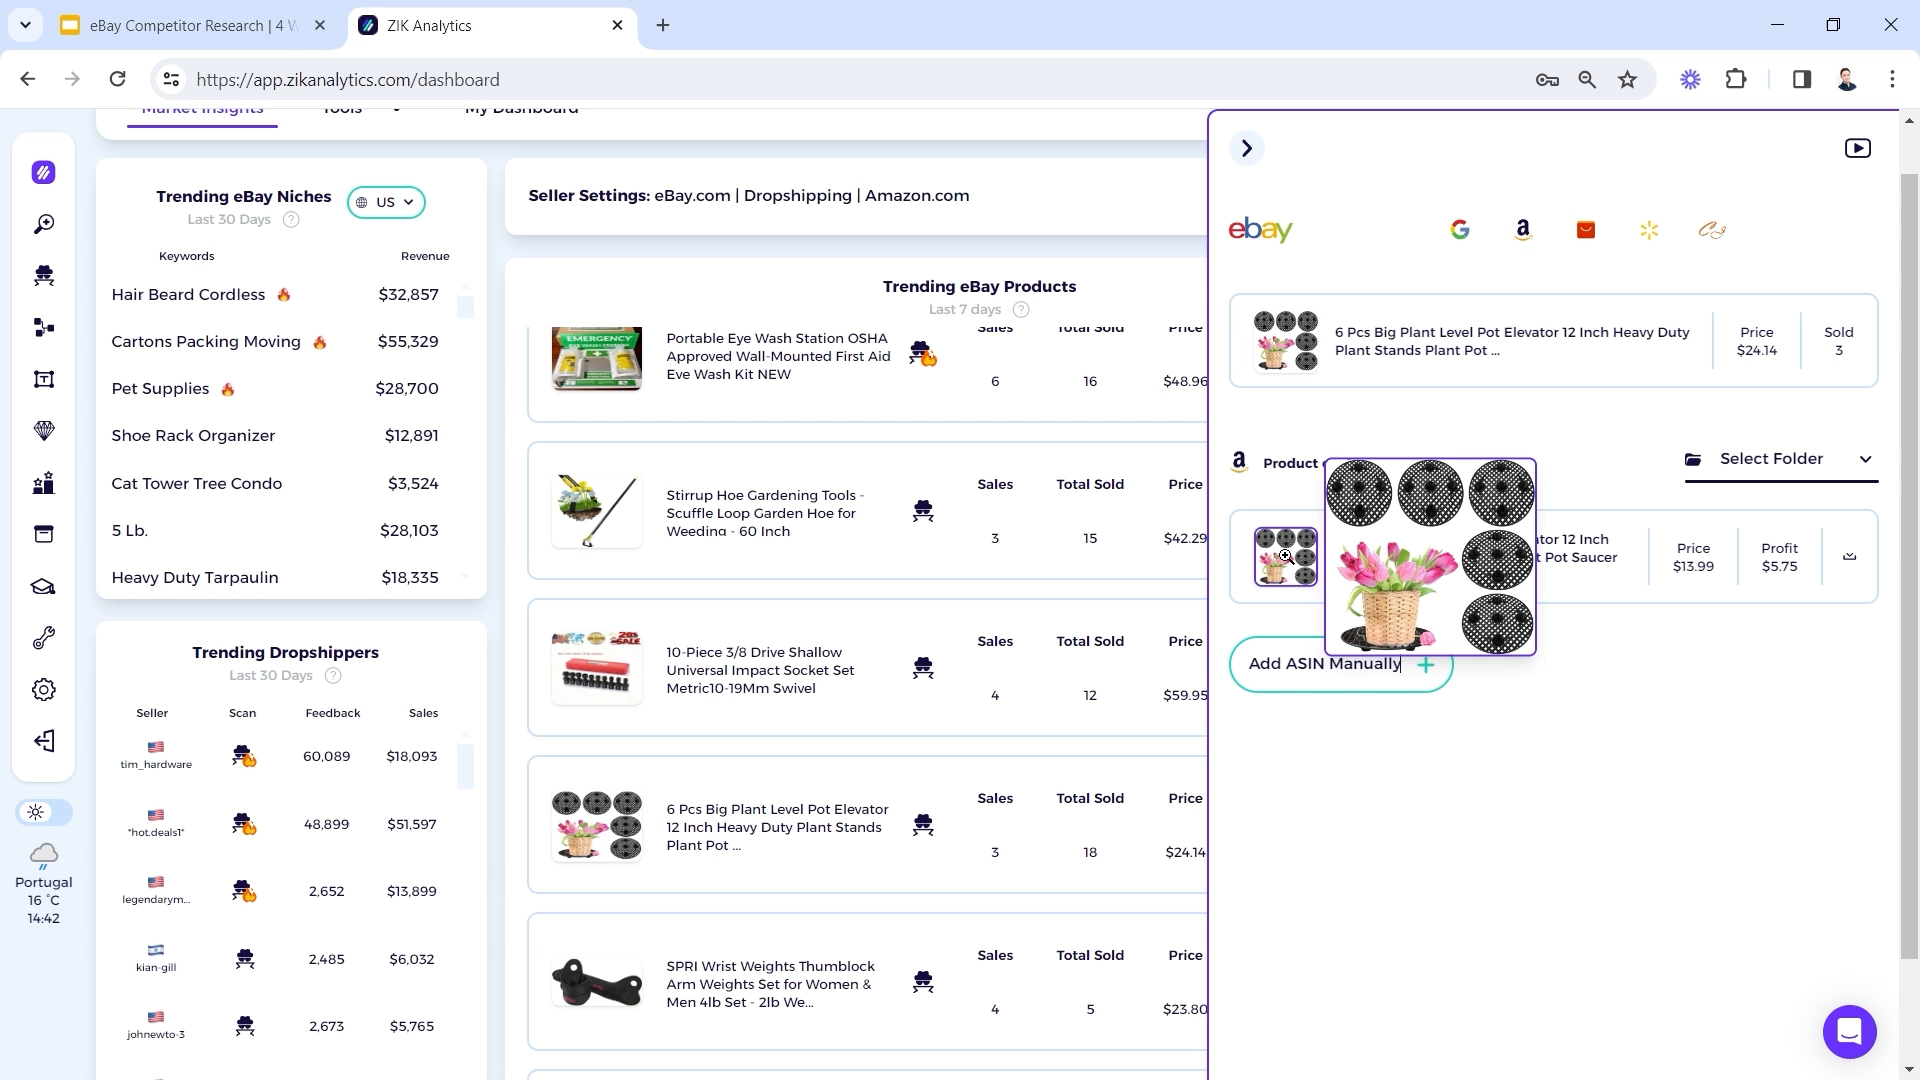 eBay Competitor Research | 4 W
ZIK Analytics
https://app.zikanalytics.com/dashboard
Market Insights
Tools
My Dashboard
Trending eBay Niches
US
Last 30 Days
?
Keywords
Revenue
Hair Beard Cordless
$32,857
Cartons Packing Moving
$55,329
Pet Supplies
$28,700
Shoe Rack Organizer
$12,891
Cat Tower Tree Condo
$3,524
5 Lb.
$28,103
Heavy Duty Tarpaulin
$18,335
Trending Dropshippers
Last 30 Days
?
Seller
Scan
Feedback
Sales
tim_hardware
60,089
$18,093
*hot.deals1*
48,899
$51,597
legendarym...
2,652
$13,899
kian-gill
2,485
$6,032
johnewto-3
2,673
$5,765
Portugal
16 °C
14:42
Seller Settings: eBay.com | Dropshipping | Amazon.com
Trending eBay Products
Last 7 days
?
EMERGENCY
Portable Eye Wash Station OSHA
Approved Wall-Mounted First Aid
Eve Wash Kit NEW
Sales
Total Sold
Price
6
16
$48.96
Stirrup Hoe Gardening Tools -
Scuffle Loop Garden Hoe for
Weeding - 60 Inch
Sales
Total Sold
Price
3
15
$42.29
10-Piece 3/8 Drive Shallow
Universal Impact Socket Set
Metric10-19Mm Swivel
Sales
Total Sold
Price
4
12
$59.95
6 Pcs Big Plant Level Pot Elevator
12 Inch Heavy Duty Plant Stands
Plant Pot ...
Sales
Total Sold
Price
3
18
$24.14
SPRI Wrist Weights Thumblock
Arm Weights Set for Women &
Men 4lb Set - 2lb We...
Sales
Total Sold
Price
4
5
$23.80
ebay
G
a
6 Pcs Big Plant Level Pot Elevator 12 Inch Heavy Duty
Plant Stands Plant Pot ...
Price
$24.14
Sold
3
a
Product
Select Folder
ator 12 Inch
t Pot Saucer
Price
$13.99
Profit
$5.75
Add ASIN Manually